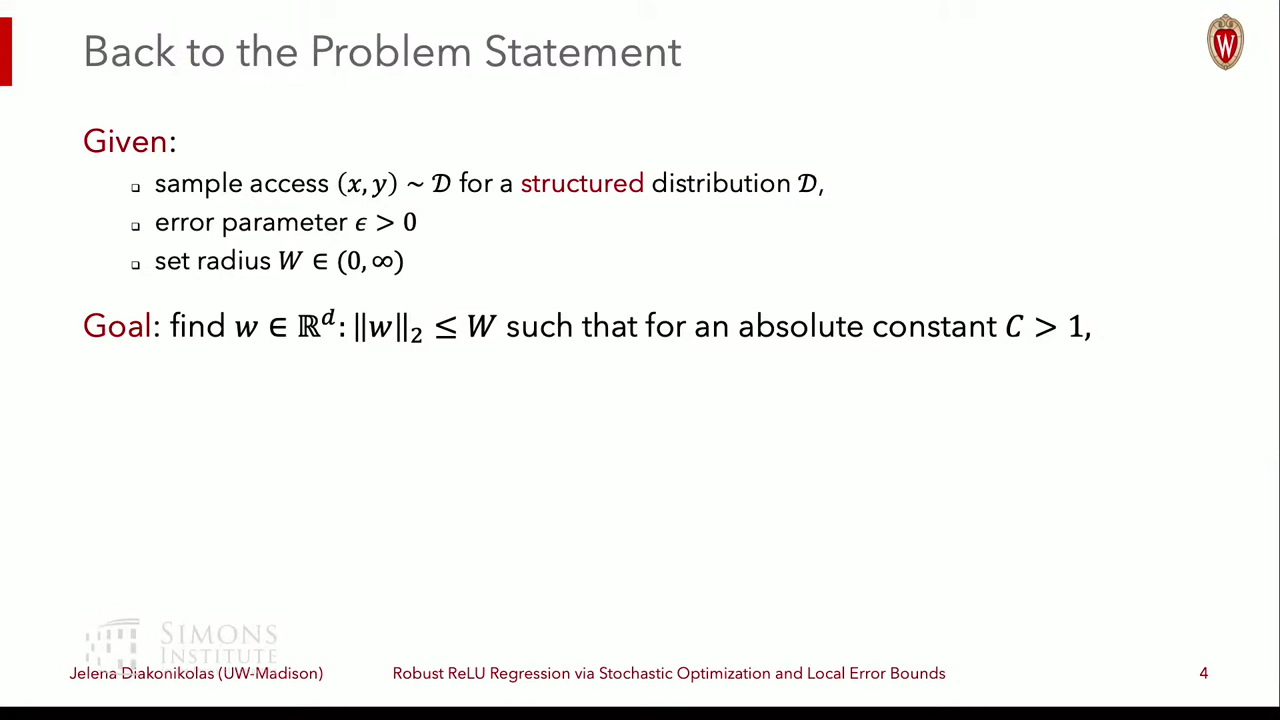 Back to the Problem Statement
W
Given:
▫ sample access (x, y) ~ 𝒟 for a structured distribution 𝒟,
▫ error parameter ϵ > 0
▫ set radius W ∈ (0, ∞)
Goal: find w ∈ ℝᵈ: ‖w‖₂ ≤ W such that for an absolute constant C > 1,
SIMONS
INSTITUTE
Jelena Diakonikolas (UW-Madison) Robust ReLU Regression via Stochastic Optimization and Local Error Bounds 4